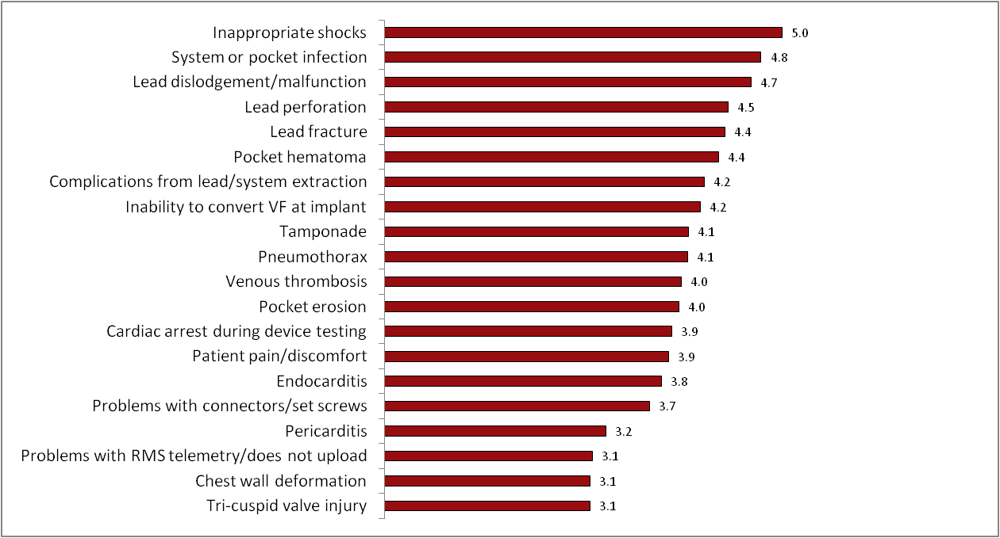 Inappropriate shocks 5.0
System or pocket infection 4.8
Lead dislodgement/malfunction 4.7
Lead perforation 4.5
Lead fracture 4.4
Pocket hematoma 4.4
Complications from lead/system extraction 4.2
Inability to convert VF at implant 4.2
Tamponade 4.1
Pneumothorax 4.1
Venous thrombosis 4.0
Pocket erosion 4.0
Cardiac arrest during device testing 3.9
Patient pain/discomfort 3.9
Endocarditis 3.8
Problems with connectors/set screws 3.7
Pericarditis 3.2
Problems with RMS telemetry/does not upload 3.1
Chest wall deformation 3.1
Tri-cuspid valve injury 3.1